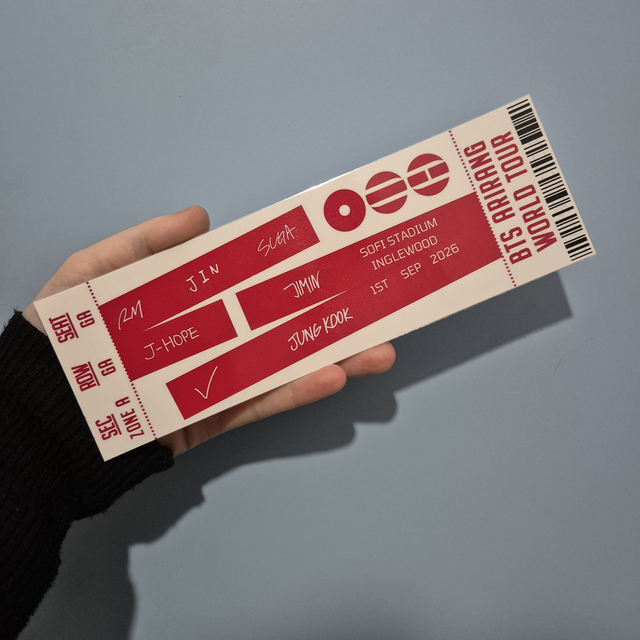 SEAT
GA
ROW
GA
SEC
ZONE A
RM
JIN
SUGA
J-HOPE
JIMIN
JUNG KOOK
SOFI STADIUM
INGLEWOOD
1ST SEP 2026
BTS ARIRANG
WORLD TOUR